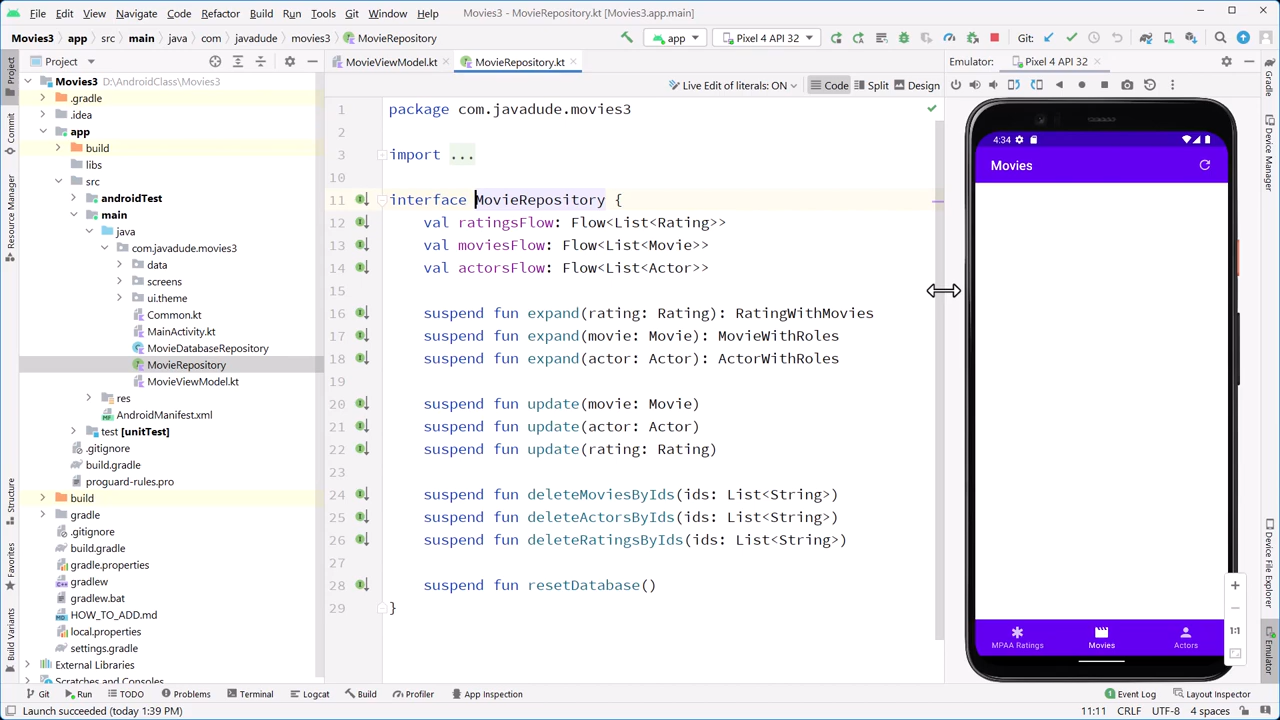 File Edit View Navigate Code Refactor Build Run Tools Git Window Help Movies3 - MovieRepository.kt [Movies3.app.main]
Movies3 app src main java com javadude movies3 MovieRepository app Pixel 4 API 32 Git:
Project MovieViewModel.kt MovieRepository.kt Emulator: Pixel 4 API 32
Live Edit of literals: ON Code Split Design
Movies3 D:\AndroidClass\Movies3
.gradle
.idea
app
build
libs
src
androidTest
main
java
com.javadude.movies3
data
screens
ui.theme
Common.kt
MainActivity.kt
MovieDatabaseRepository
MovieRepository
MovieViewModel.kt
res
AndroidManifest.xml
test [unitTest]
.gitignore
build.gradle
proguard-rules.pro
build
gradle
.gitignore
build.gradle
gradle.properties
gradlew
gradlew.bat
HOW_TO_ADD.md
local.properties
settings.gradle
External Libraries
Scratches and Consoles
1 package com.javadude.movies3
2
3 import ...
10
11 interface MovieRepository {
12 val ratingsFlow: Flow<List<Rating>>
13 val moviesFlow: Flow<List<Movie>>
14 val actorsFlow: Flow<List<Actor>>
15
16 suspend fun expand(rating: Rating): RatingWithMovies
17 suspend fun expand(movie: Movie): MovieWithRoles
18 suspend fun expand(actor: Actor): ActorWithRoles
19
20 suspend fun update(movie: Movie)
21 suspend fun update(actor: Actor)
22 suspend fun update(rating: Rating)
23
24 suspend fun deleteMoviesByIds(ids: List<String>)
25 suspend fun deleteActorsByIds(ids: List<String>)
26 suspend fun deleteRatingsByIds(ids: List<String>)
27
28 suspend fun resetDatabase()
29 }
4:34
Movies
MPAA Ratings Movies Actors
1:1
Project
Commit
Resource Manager
Structure
Favorites
Build Variants
Gradle
Device Manager
Device File Explorer
Emulator
Git Run TODO Problems Terminal Logcat Build Profiler App Inspection Event Log Layout Inspector
Launch succeeded (today 1:39 PM) 11:11 CRLF UTF-8 4 spaces